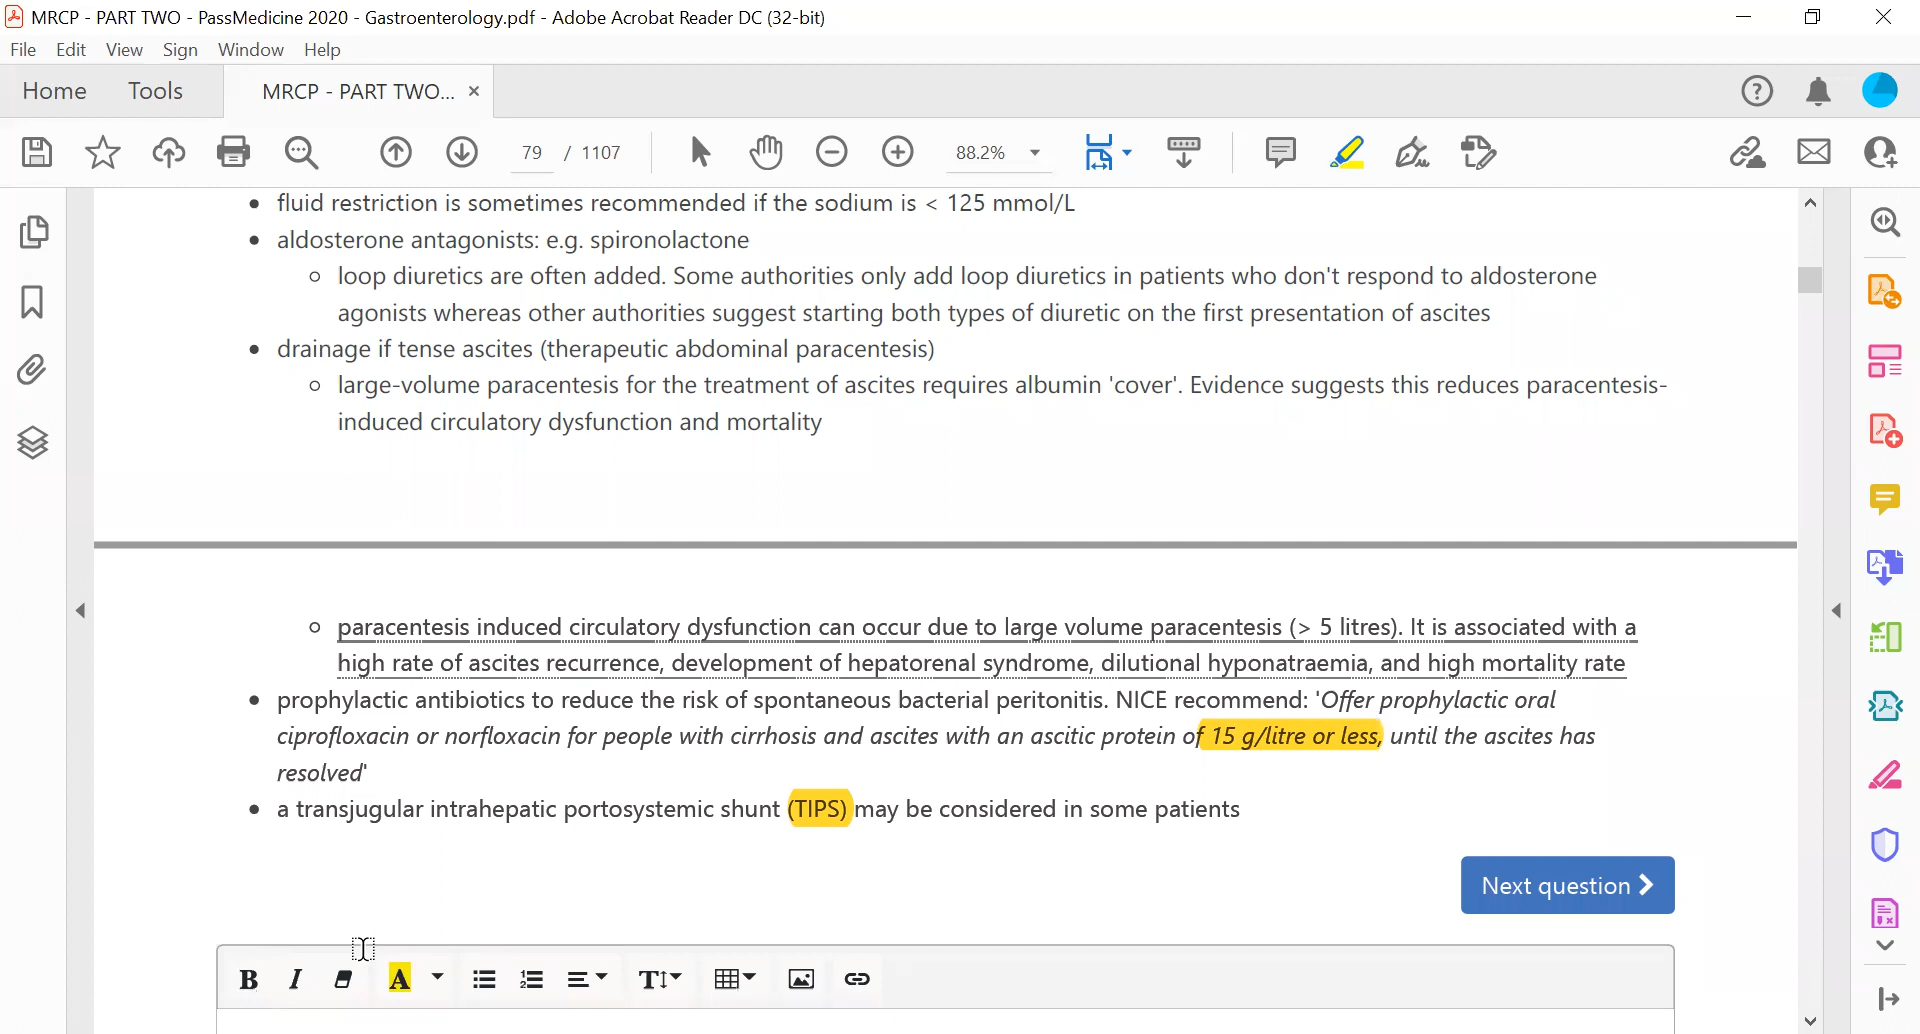 MRCP - PART TWO - PassMedicine 2020 - Gastroenterology.pdf - Adobe Acrobat Reader DC (32-bit)
File Edit View Sign Window Help
Home Tools MRCP - PART TWO... ×
79 / 1107 88.2%
• fluid restriction is sometimes recommended if the sodium is < 125 mmol/L
• aldosterone antagonists: e.g. spironolactone
○ loop diuretics are often added. Some authorities only add loop diuretics in patients who don't respond to aldosterone
agonists whereas other authorities suggest starting both types of diuretic on the first presentation of ascites
• drainage if tense ascites (therapeutic abdominal paracentesis)
○ large-volume paracentesis for the treatment of ascites requires albumin 'cover'. Evidence suggests this reduces paracentesis-
induced circulatory dysfunction and mortality
○ paracentesis induced circulatory dysfunction can occur due to large volume paracentesis (> 5 litres). It is associated with a
high rate of ascites recurrence, development of hepatorenal syndrome, dilutional hyponatraemia, and high mortality rate
• prophylactic antibiotics to reduce the risk of spontaneous bacterial peritonitis. NICE recommend: 'Offer prophylactic oral
ciprofloxacin or norfloxacin for people with cirrhosis and ascites with an ascitic protein of 15 g/litre or less, until the ascites has
resolved'
• a transjugular intrahepatic portosystemic shunt (TIPS) may be considered in some patients
Next question
B I A T